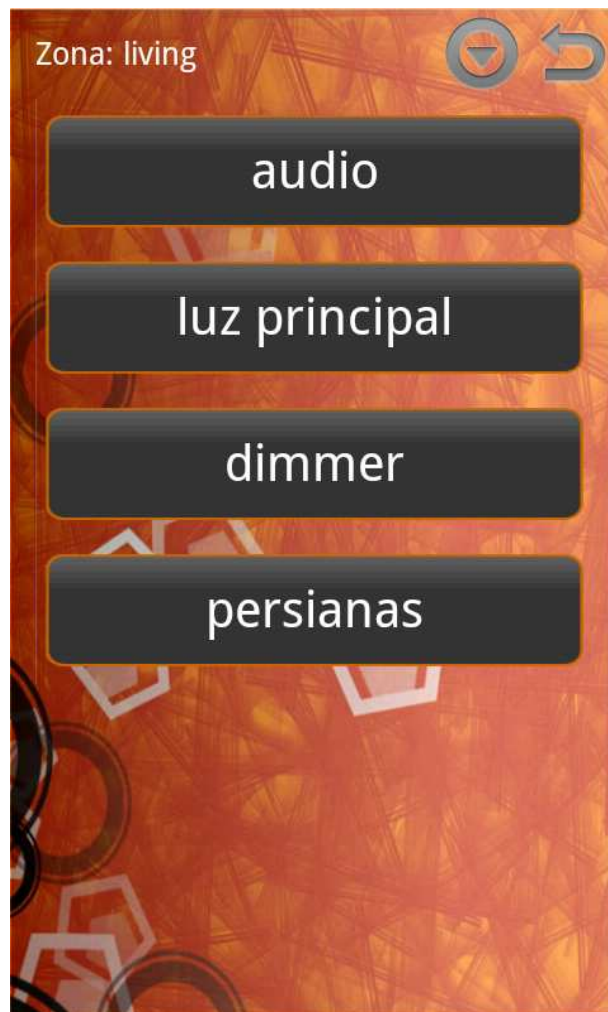 Zona: living
audio
luz principal
dimmer
persianas